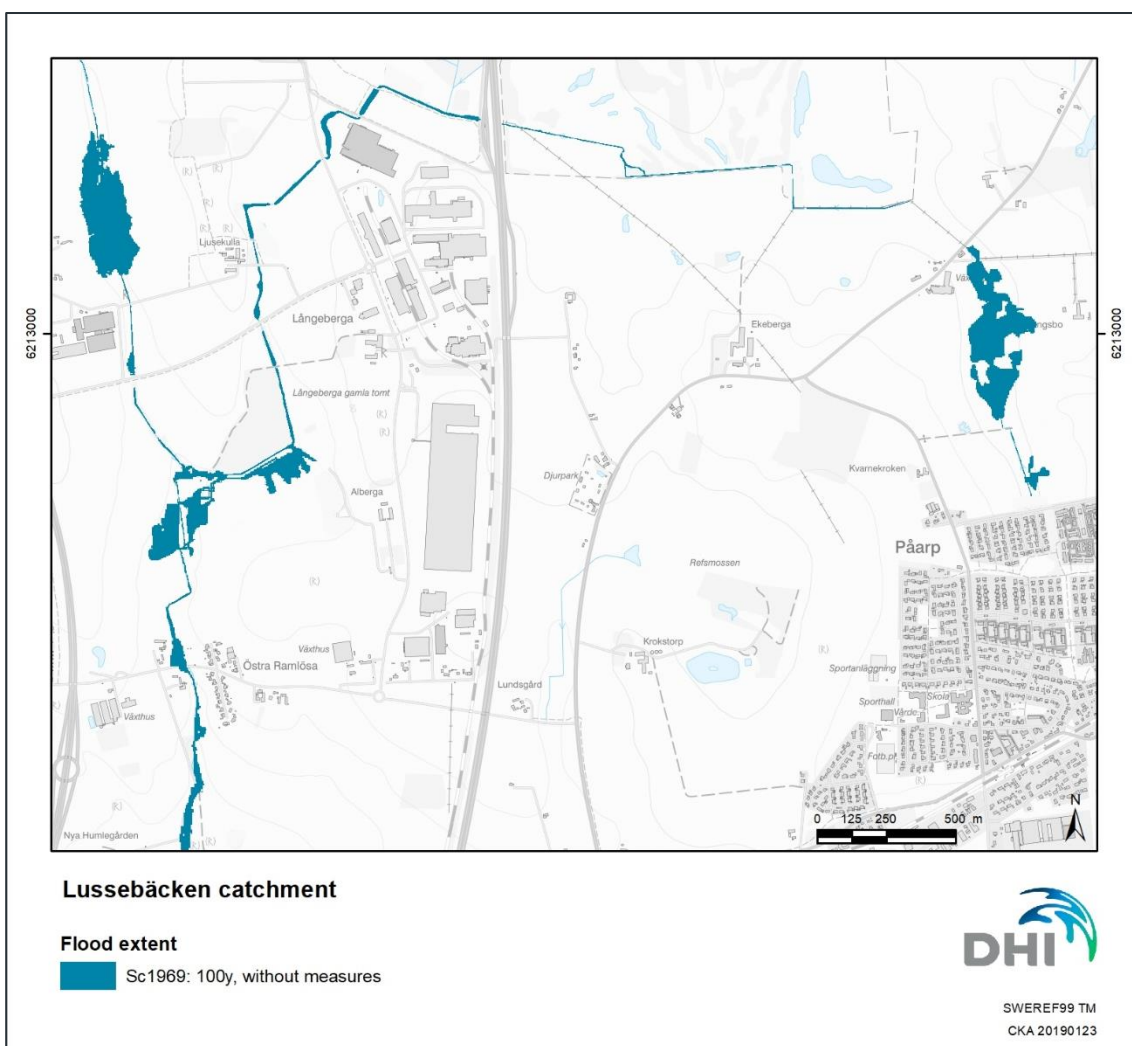 Ljusekulla
Långeberga
Långeberga gamla tomt
Ekeberga
6213000
6213000
Djurpark
Kvarnekroken
Alberga
Påarp
Refsmossen
Krokstorp
Växthus
Östra Ramlösa
Lundsgård
Sportanläggning
Skola
Sporthall
Vårdc.
Växthus
Fotb.pl
Nya Humlegården
N
0 125 250 500 m
Lussebäcken catchment
Flood extent
Sc1969: 100y, without measures
DHI
SWEREF99 TM
CKA 20190123